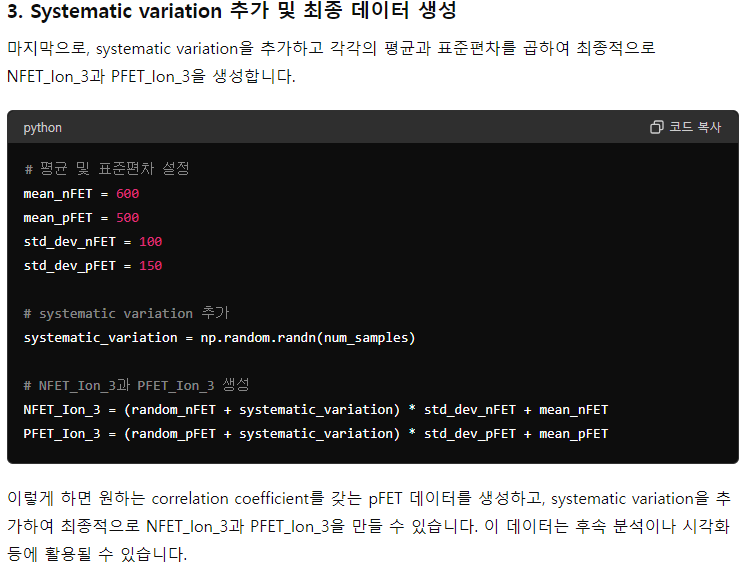 3. Systematic variation 추가 및 최종 데이터 생성
마지막으로, systematic variation을 추가하고 각각의 평균과 표준편차를 곱하여 최종적으로
NFET_Ion_3과 PFET_Ion_3을 생성합니다.
python
코드 복사
# 평균 및 표준편차 설정
mean_nFET = 600
mean_pFET = 500
std_dev_nFET = 100
std_dev_pFET = 150
# systematic variation 추가
systematic_variation = np.random.randn(num_samples)
# NFET_Ion_3과 PFET_Ion_3 생성
NFET_Ion_3 = (random_nFET + systematic_variation) * std_dev_nFET + mean_nFET
PFET_Ion_3 = (random_pFET + systematic_variation) * std_dev_pFET + mean_pFET
이렇게 하면 원하는 correlation coefficient를 갖는 pFET 데이터를 생성하고, systematic variation을 추
가하여 최종적으로 NFET_Ion_3과 PFET_Ion_3을 만들 수 있습니다. 이 데이터는 후속 분석이나 시각화
등에 활용될 수 있습니다.